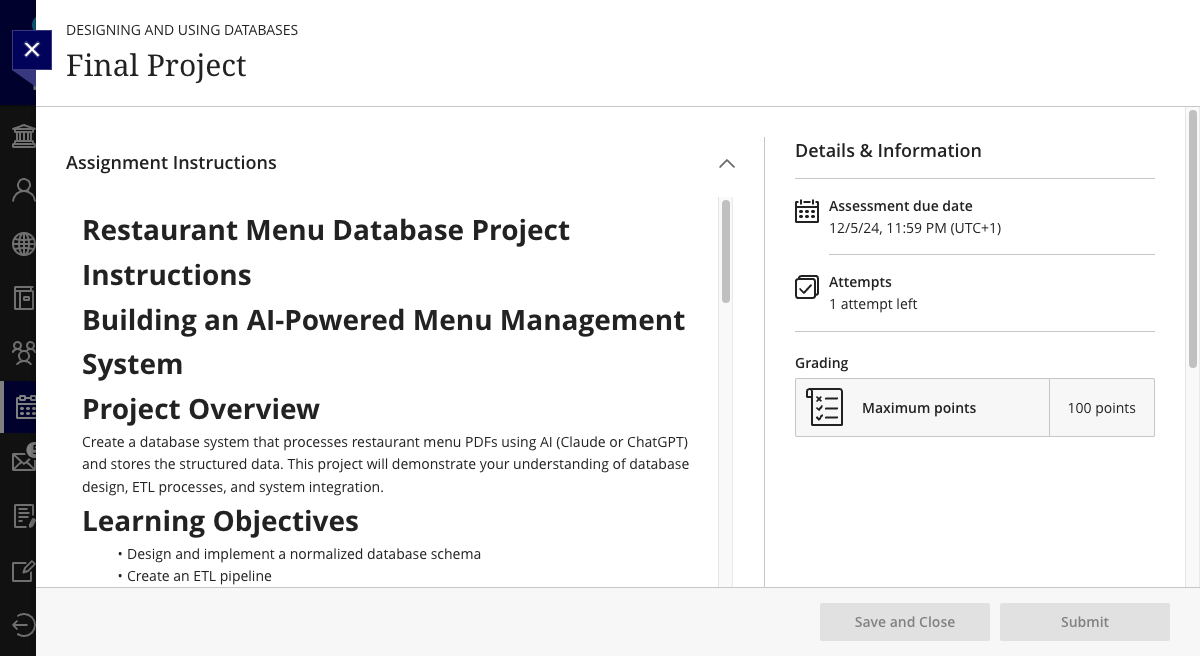 DESIGNING AND USING DATABASES
Final Project
Assignment Instructions
Restaurant Menu Database Project
Instructions
Building an AI-Powered Menu Management
System
Project Overview
Create a database system that processes restaurant menu PDFs using AI (Claude or ChatGPT)
and stores the structured data. This project will demonstrate your understanding of database
design, ETL processes, and system integration.
Learning Objectives
• Design and implement a normalized database schema
• Create an ETL pipeline
Details & Information
Assessment due date
12/5/24, 11:59 PM (UTC+1)
Attempts
1 attempt left
Grading
Maximum points
100 points
Save and Close
Submit